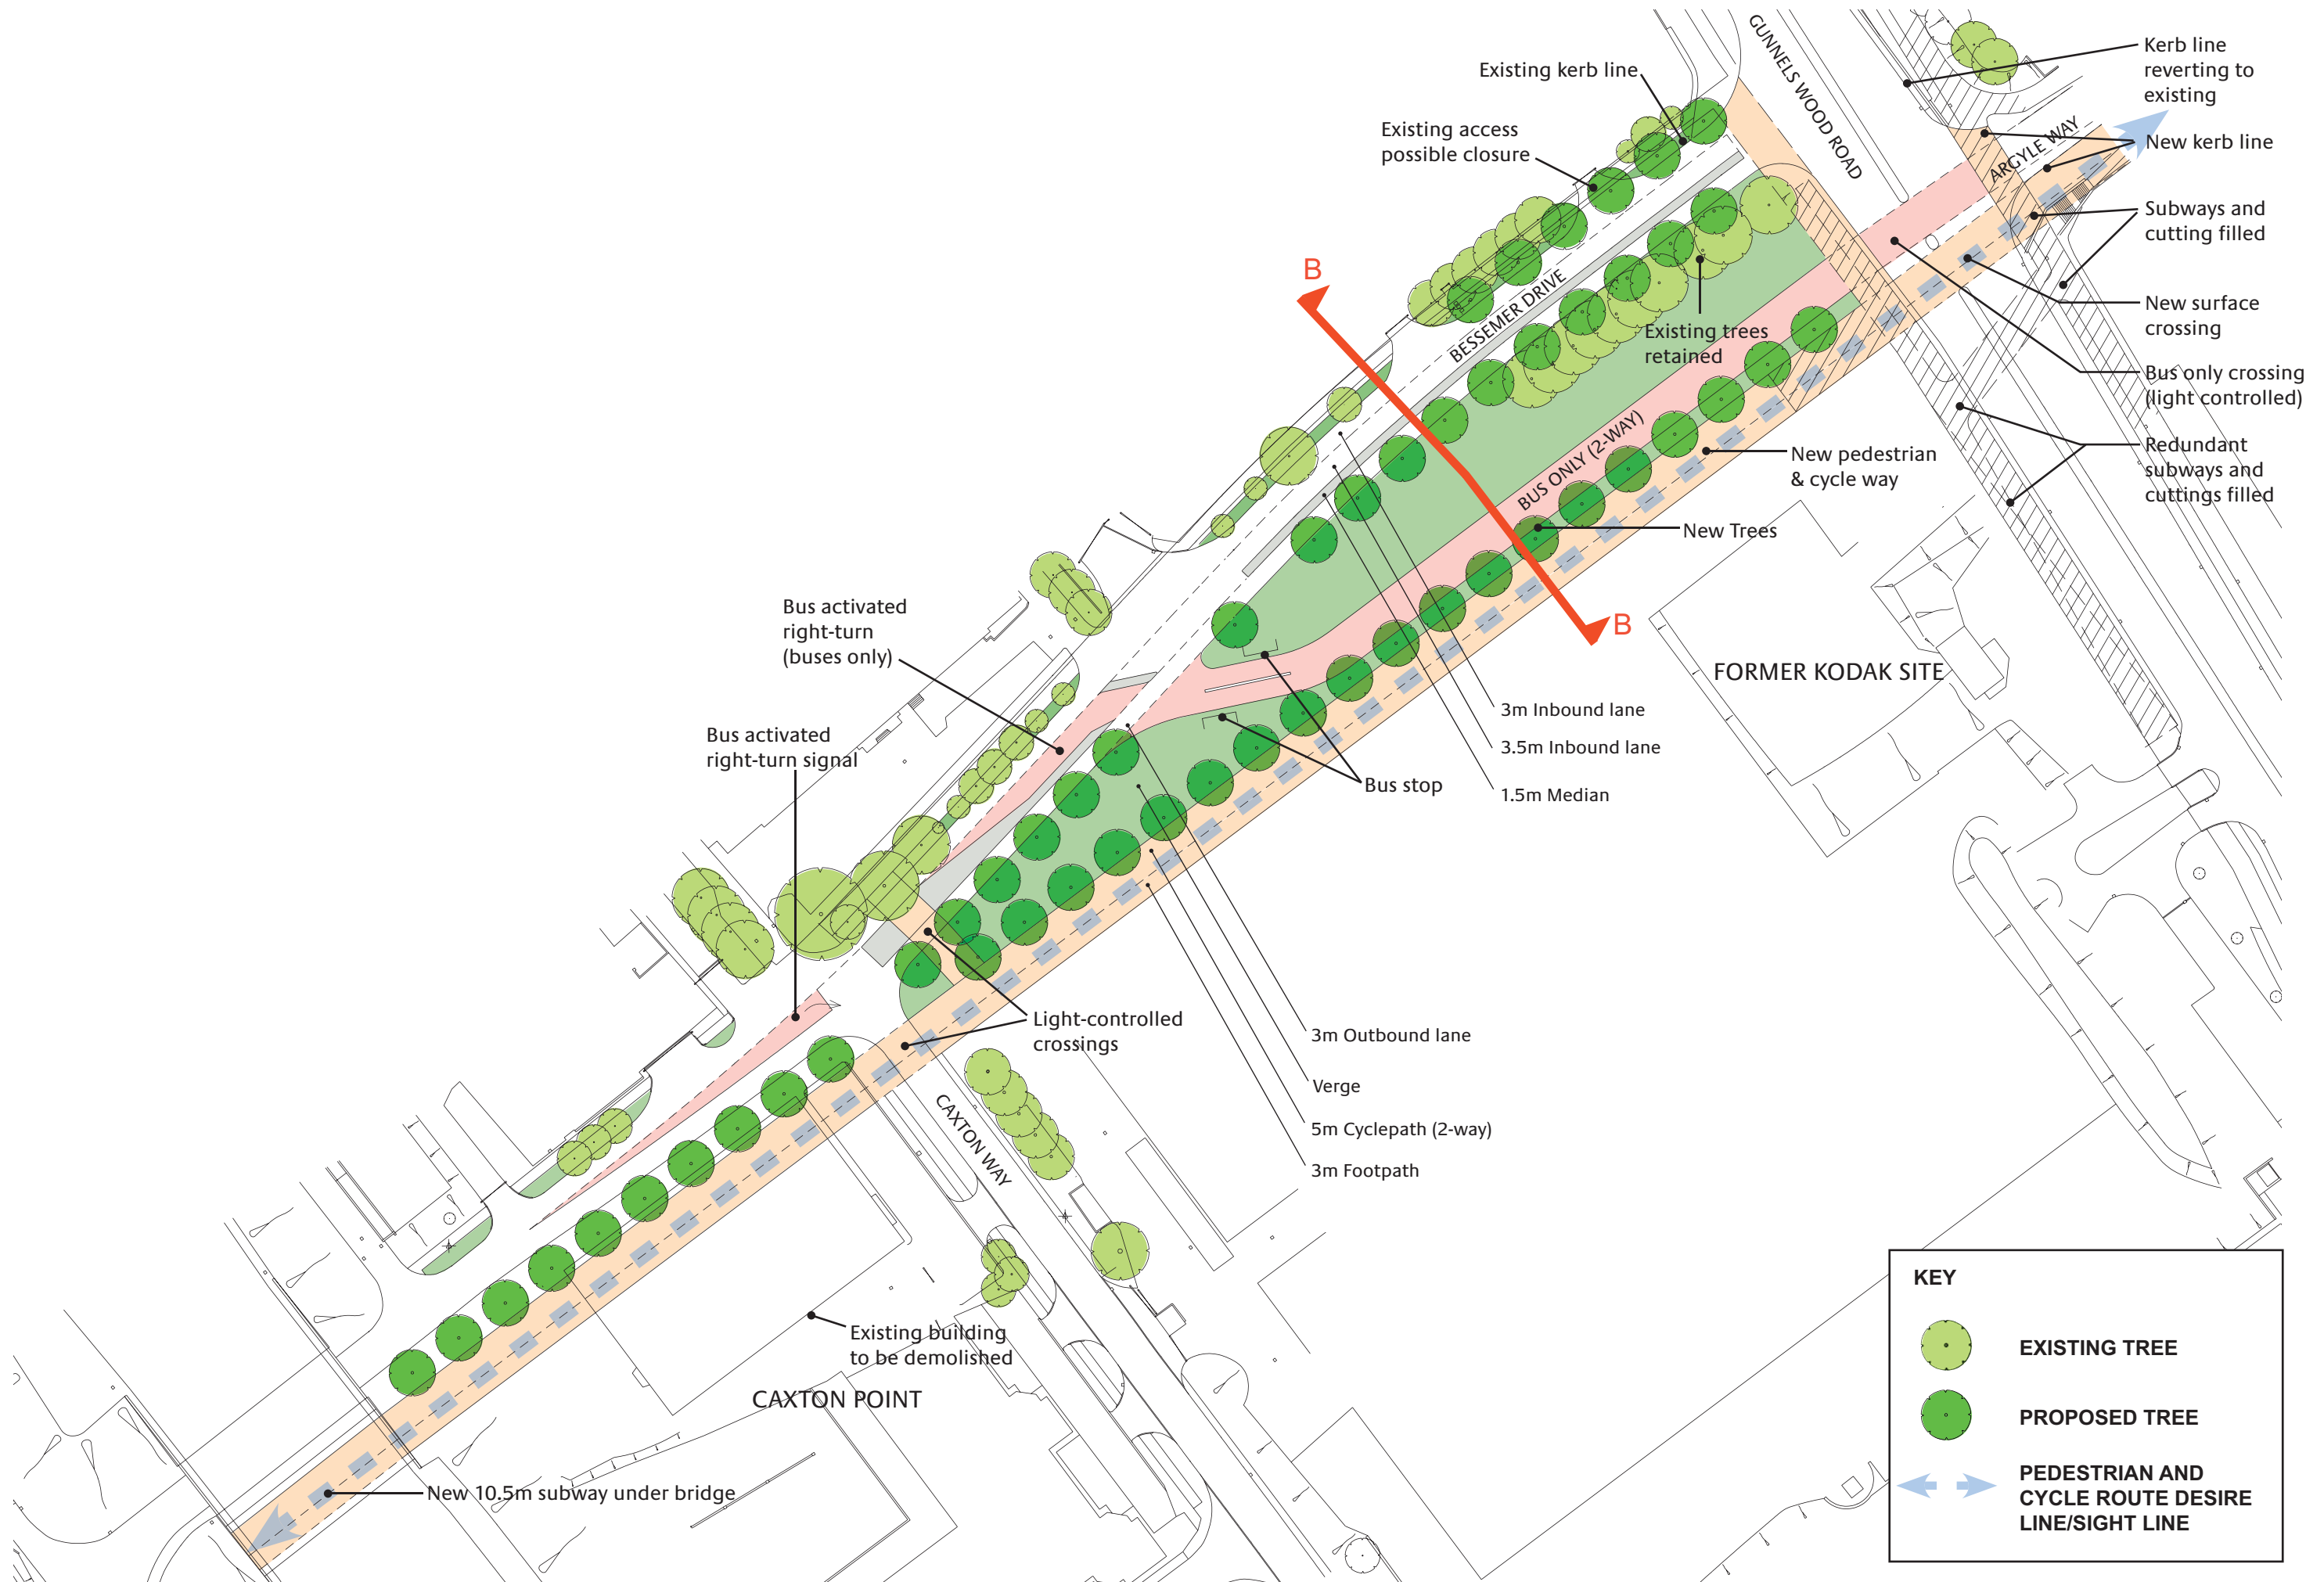 GUNNELS WOOD ROAD
Kerb line
reverting to
existing
Existing kerb line
Existing access
possible closure
ARGYLE WAY
New kerb line
Subways and
cutting filled
B
BESSEMER DRIVE
New surface
crossing
Existing trees
retained
Bus only crossing
(light controlled)
BUS ONLY (2-WAY)
Redundant
subways and
cuttings filled
New pedestrian
& cycle way
New Trees
Bus activated
right-turn
(buses only)
B
FORMER KODAK SITE
3m Inbound lane
Bus activated
right-turn signal
3.5m Inbound lane
Bus stop
1.5m Median
Light-controlled
crossings
3m Outbound lane
Verge
CAXTON WAY
5m Cyclepath (2-way)
3m Footpath
Existing building
to be demolished
CAXTON POINT
New 10.5m subway under bridge
KEY
EXISTING TREE
PROPOSED TREE
PEDESTRIAN AND
CYCLE ROUTE DESIRE
LINE/SIGHT LINE